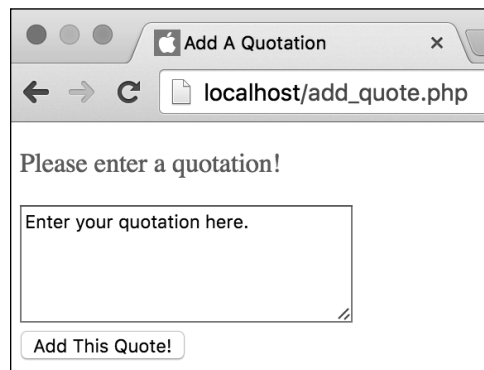 Add A Quotation
localhost/add_quote.php
Please enter a quotation!
Enter your quotation here.
Add This Quote!